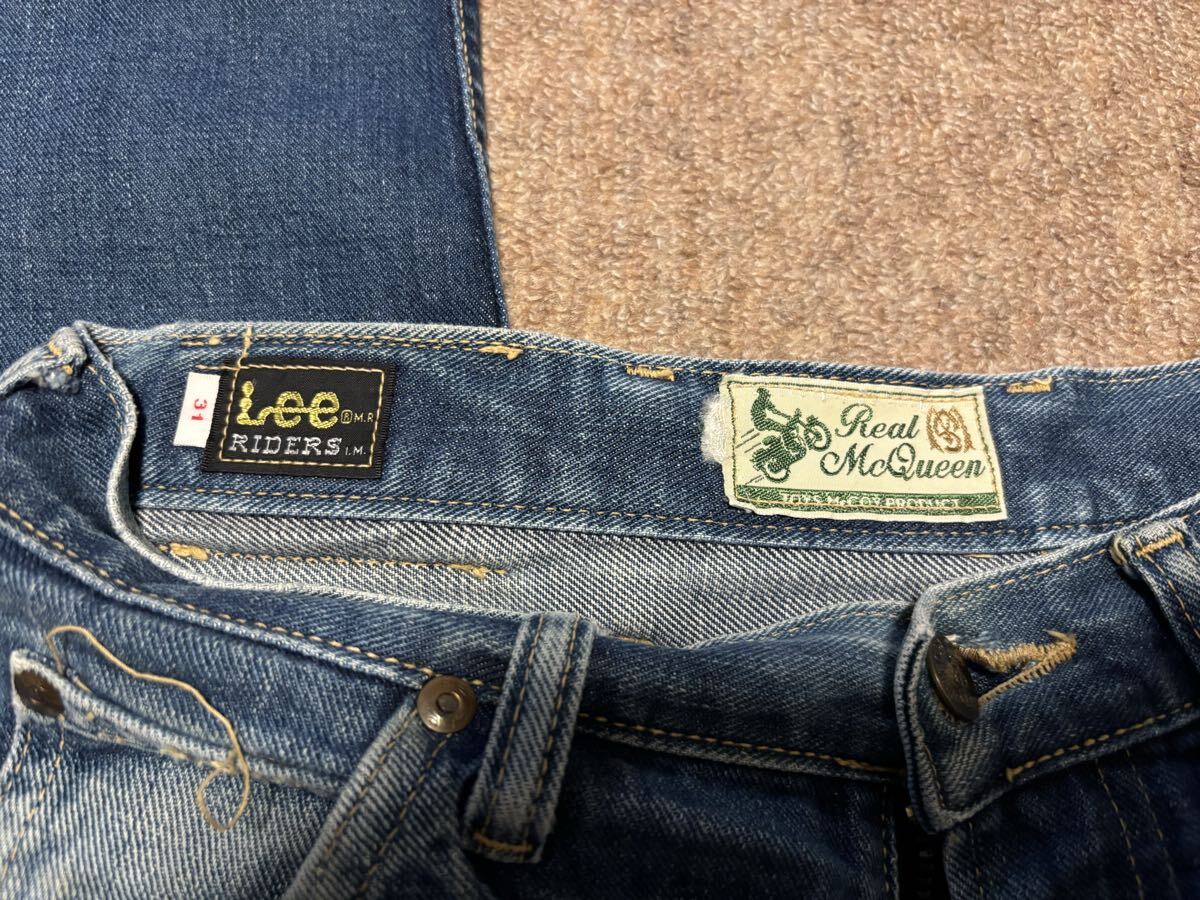 31
Lee ® M.R.
RIDERS I.M.
Real
McQueen
TOYS McCOY PRODUCT